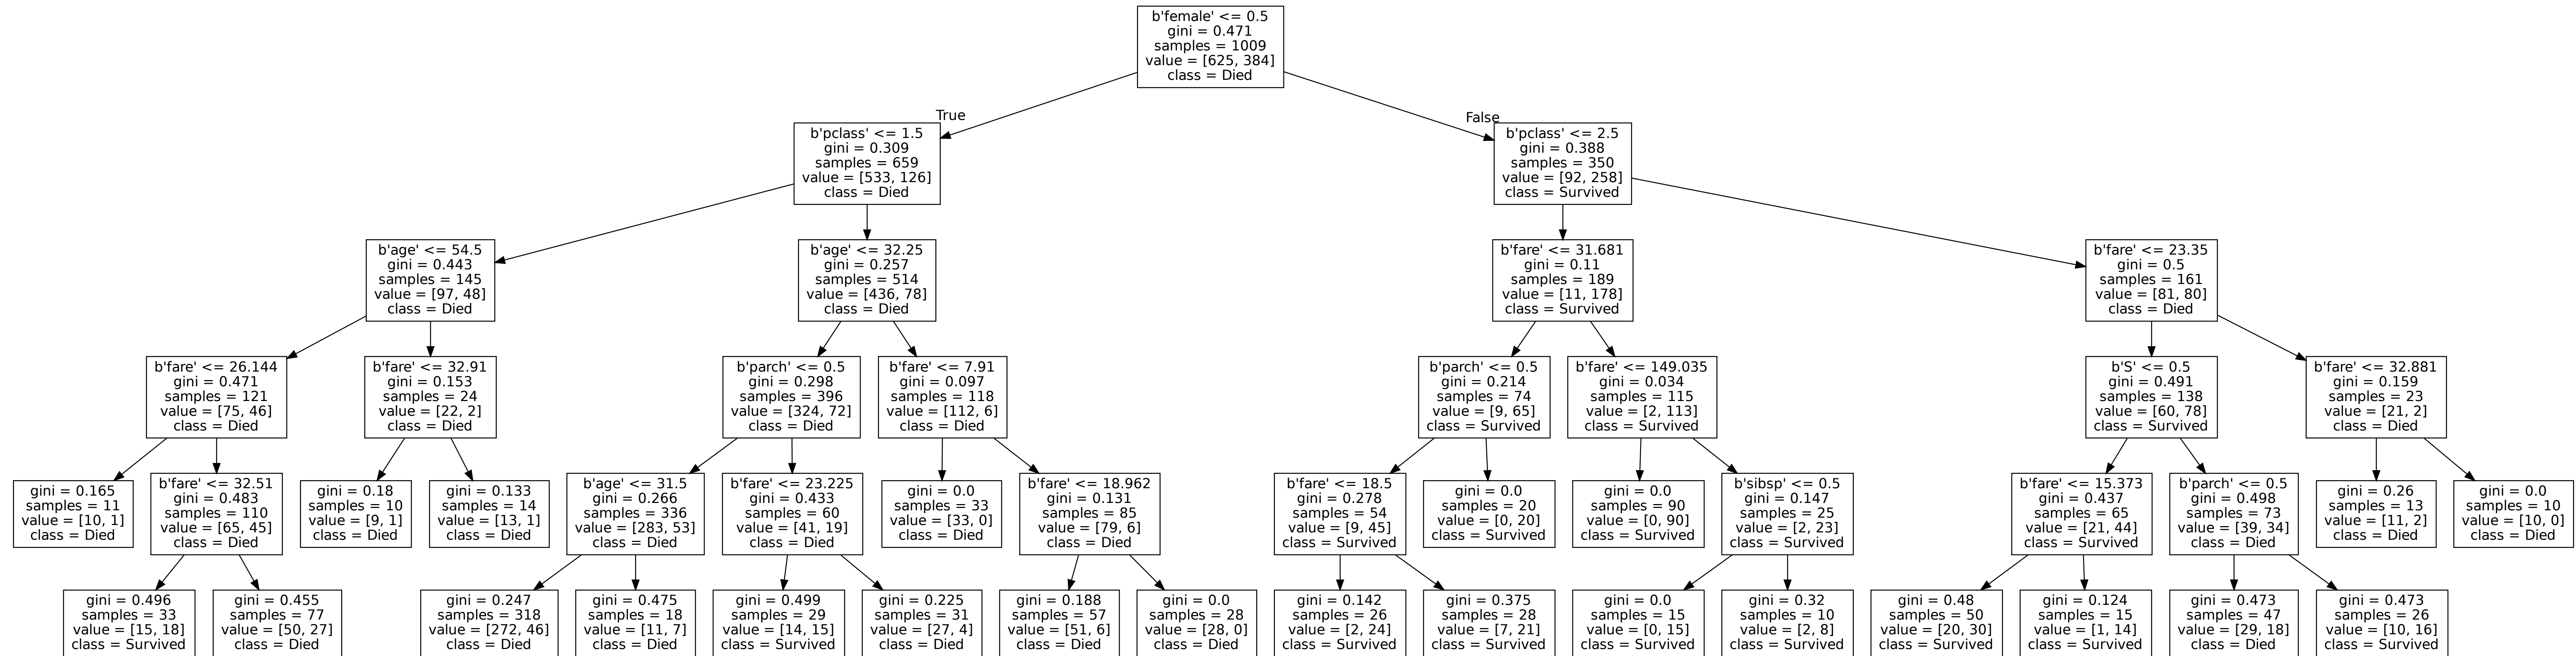 b'female' <= 0.5
gini = 0.471
samples = 1009
value = [625, 384]
class = Died
True
False
b'pclass' <= 1.5
gini = 0.309
samples = 659
value = [533, 126]
class = Died
b'pclass' <= 2.5
gini = 0.388
samples = 350
value = [92, 258]
class = Survived
b'age' <= 54.5
gini = 0.443
samples = 145
value = [97, 48]
class = Died
b'age' <= 32.25
gini = 0.257
samples = 514
value = [436, 78]
class = Died
b'fare' <= 31.681
gini = 0.11
samples = 189
value = [11, 178]
class = Survived
b'fare' <= 23.35
gini = 0.5
samples = 161
value = [81, 80]
class = Died
b'fare' <= 26.144
gini = 0.471
samples = 121
value = [75, 46]
class = Died
b'fare' <= 32.91
gini = 0.153
samples = 24
value = [22, 2]
class = Died
b'parch' <= 0.5
gini = 0.298
samples = 396
value = [324, 72]
class = Died
b'fare' <= 7.91
gini = 0.097
samples = 118
value = [112, 6]
class = Died
b'parch' <= 0.5
gini = 0.214
samples = 74
value = [9, 65]
class = Survived
b'fare' <= 149.035
gini = 0.034
samples = 115
value = [2, 113]
class = Survived
b'S' <= 0.5
gini = 0.491
samples = 138
value = [60, 78]
class = Survived
b'fare' <= 32.881
gini = 0.159
samples = 23
value = [21, 2]
class = Died
gini = 0.165
samples = 11
value = [10, 1]
class = Died
b'fare' <= 32.51
gini = 0.483
samples = 110
value = [65, 45]
class = Died
gini = 0.18
samples = 10
value = [9, 1]
class = Died
gini = 0.133
samples = 14
value = [13, 1]
class = Died
b'age' <= 31.5
gini = 0.266
samples = 336
value = [283, 53]
class = Died
b'fare' <= 23.225
gini = 0.433
samples = 60
value = [41, 19]
class = Died
gini = 0.0
samples = 33
value = [33, 0]
class = Died
b'fare' <= 18.962
gini = 0.131
samples = 85
value = [79, 6]
class = Died
b'fare' <= 18.5
gini = 0.278
samples = 54
value = [9, 45]
class = Survived
gini = 0.0
samples = 20
value = [0, 20]
class = Survived
gini = 0.0
samples = 90
value = [0, 90]
class = Survived
b'sibsp' <= 0.5
gini = 0.147
samples = 25
value = [2, 23]
class = Survived
b'fare' <= 15.373
gini = 0.437
samples = 65
value = [21, 44]
class = Survived
b'parch' <= 0.5
gini = 0.498
samples = 73
value = [39, 34]
class = Died
gini = 0.26
samples = 13
value = [11, 2]
class = Died
gini = 0.0
samples = 10
value = [10, 0]
class = Died
gini = 0.496
samples = 33
value = [15, 18]
class = Survived
gini = 0.455
samples = 77
value = [50, 27]
class = Died
gini = 0.247
samples = 318
value = [272, 46]
class = Died
gini = 0.475
samples = 18
value = [11, 7]
class = Died
gini = 0.499
samples = 29
value = [14, 15]
class = Survived
gini = 0.225
samples = 31
value = [27, 4]
class = Died
gini = 0.188
samples = 57
value = [51, 6]
class = Died
gini = 0.0
samples = 28
value = [28, 0]
class = Died
gini = 0.142
samples = 26
value = [2, 24]
class = Survived
gini = 0.375
samples = 28
value = [7, 21]
class = Survived
gini = 0.0
samples = 15
value = [0, 15]
class = Survived
gini = 0.32
samples = 10
value = [2, 8]
class = Survived
gini = 0.48
samples = 50
value = [20, 30]
class = Survived
gini = 0.124
samples = 15
value = [1, 14]
class = Survived
gini = 0.473
samples = 47
value = [29, 18]
class = Died
gini = 0.473
samples = 26
value = [10, 16]
class = Survived